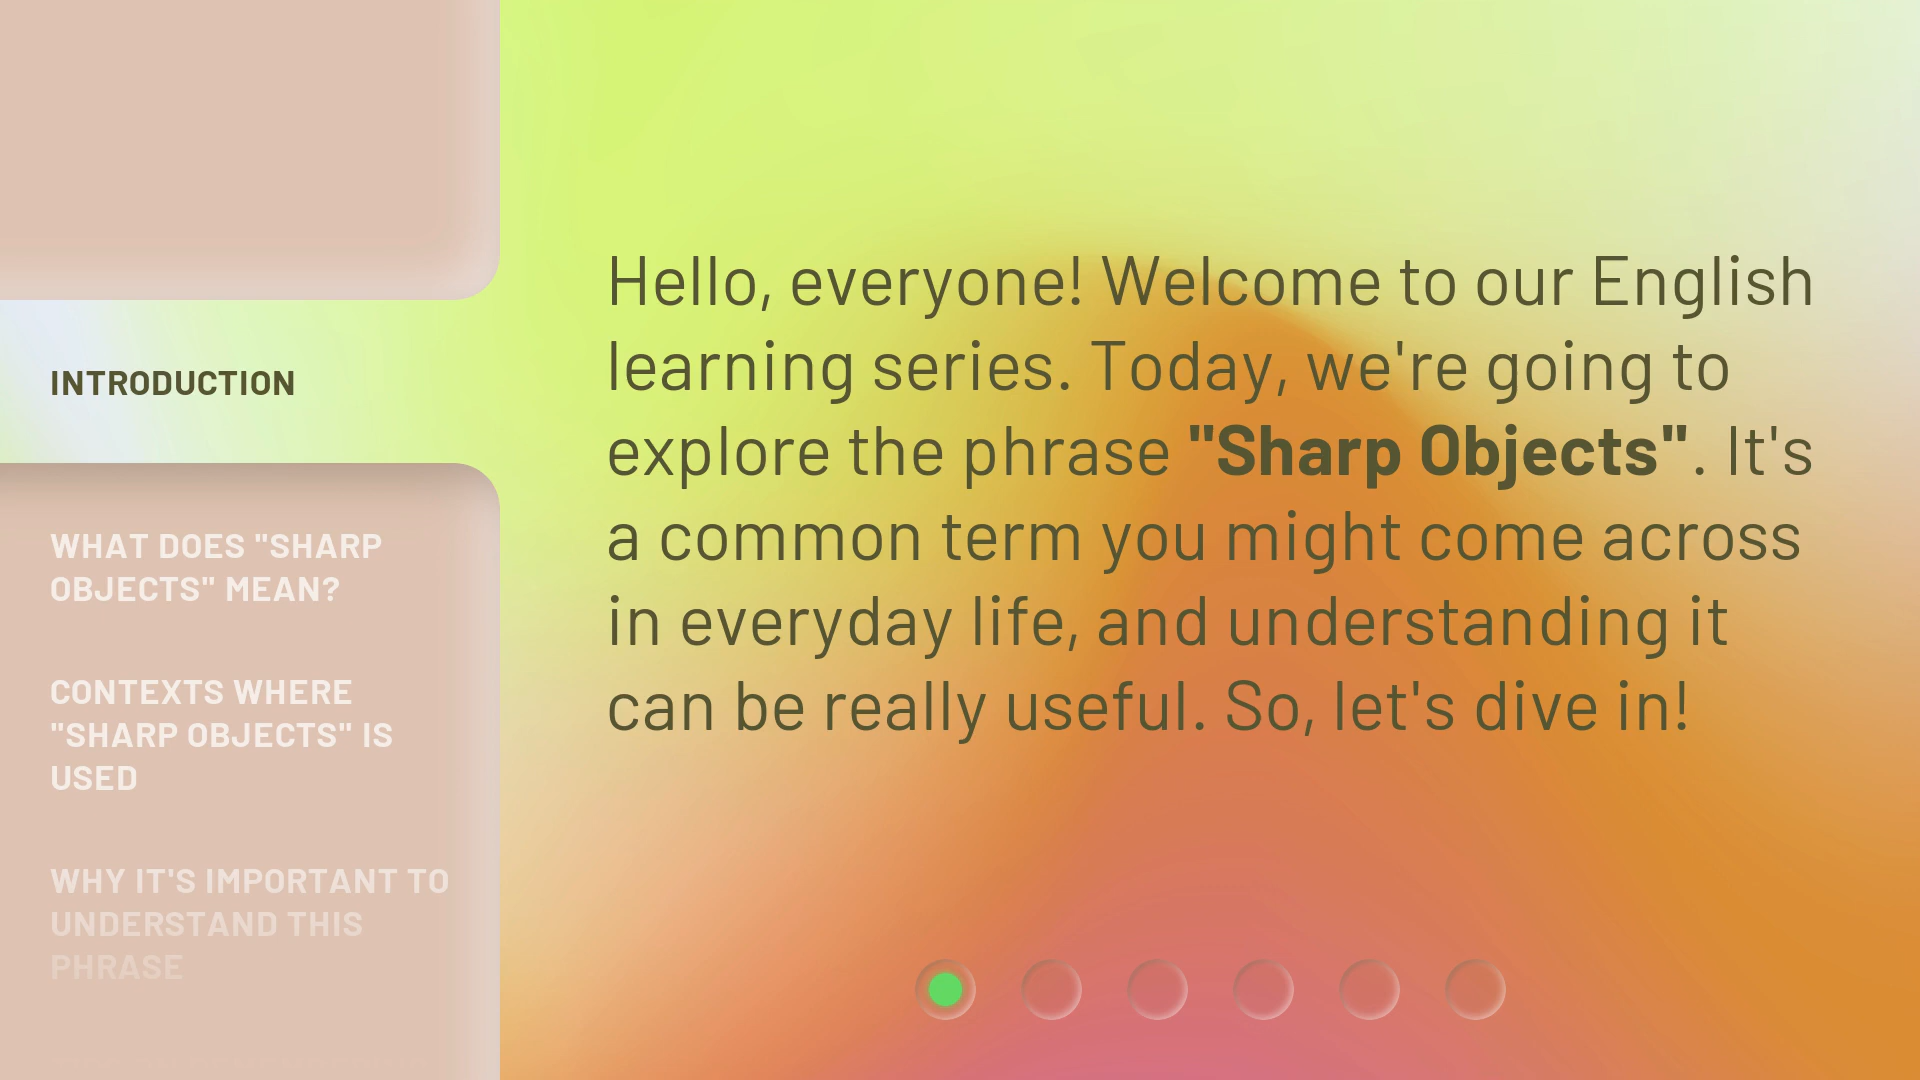 INTRODUCTION
WHAT DOES "SHARP
OBJECTS" MEAN?
CONTEXTS WHERE
"SHARP OBJECTS" IS
USED
WHY IT'S IMPORTANT TO
UNDERSTAND THIS
PHRASE
Hello, everyone! Welcome to our English
learning series. Today, we're going to
explore the phrase "Sharp Objects". It's
a common term you might come across
in everyday life, and understanding it
can be really useful. So, let's dive in!